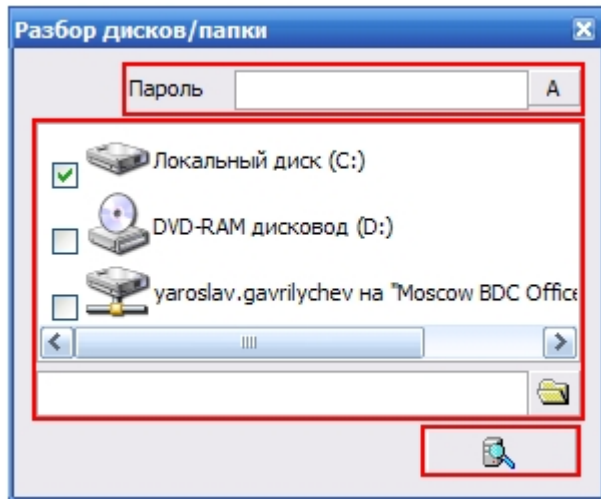 Разбор дисков/папки
Пароль A
Локальный диск (C:)
DVD-RAM дисковод (D:)
yaroslav.gavrilychev на "Moscow BDC Office